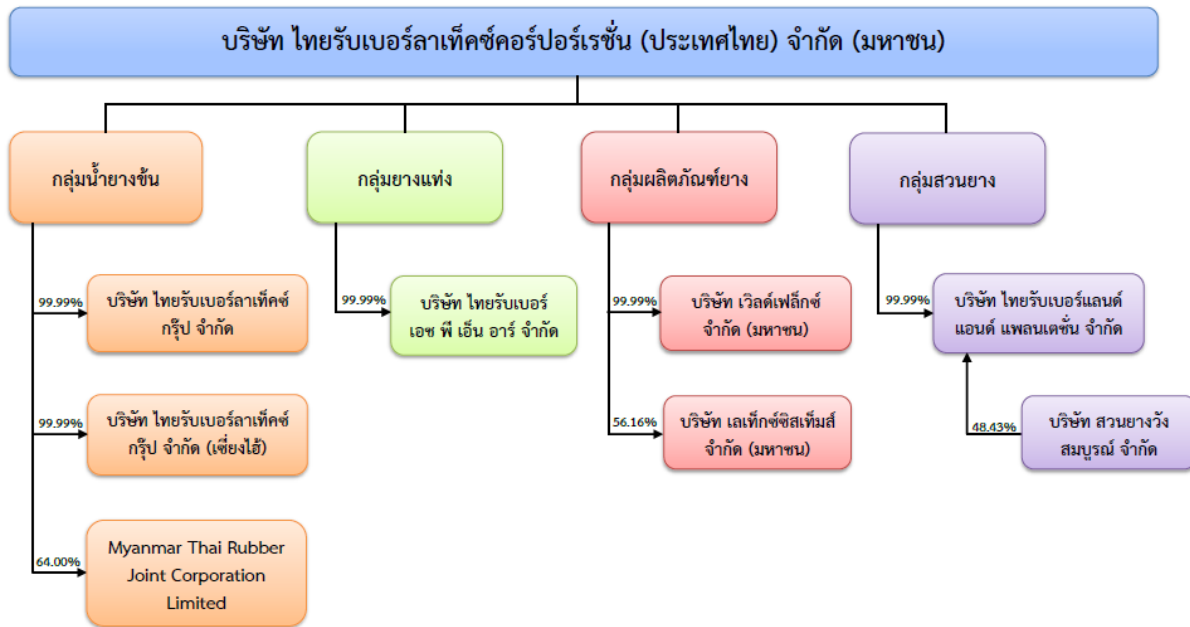 บริษัท ไทยรับเบอร์ลาเท็คซ์คอร์ปอร์เรชั่น (ประเทศไทย) จำกัด (มหาชน)
กลุ่มน้ำยางข้น
กลุ่มยางแท่ง
กลุ่มผลิตภัณฑ์ยาง
กลุ่มสวนยาง
99.99%
บริษัท ไทยรับเบอร์ลาเท็คซ์
กรุ๊ป จำกัด
99.99%
บริษัท ไทยรับเบอร์
เอช พี เอ็น อาร์ จำกัด
99.99%
บริษัท เวิลด์เฟล็กซ์
จำกัด (มหาชน)
99.99%
บริษัท ไทยรับเบอร์แลนด์
แอนด์ แพลนเตชั่น จำกัด
99.99%
บริษัท ไทยรับเบอร์ลาเท็คซ์
กรุ๊ป จำกัด (เซี่ยงไฮ้)
56.16%
บริษัท เลเท็กซ์ซิสเท็มส์
จำกัด (มหาชน)
48.43%
บริษัท สวนยางวัง
สมบูรณ์ จำกัด
64.00%
Myanmar Thai Rubber
Joint Corporation
Limited